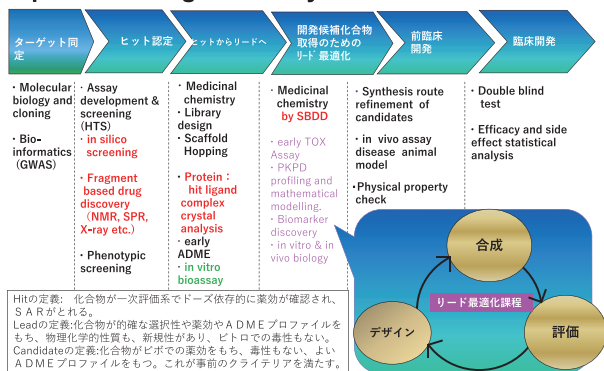 ターゲット同
定
ヒット認定
ヒットからリードへ
開発候補化合物
取得のための
リード最適化
前臨床
開発
臨床開発
・Molecular
biology and
cloning
・Bio-
informatics
(GWAS)
・Assay
development &
screening
(HTS)
・in silico
screening
・Fragment
based drug
discovery
(NMR, SPR,
X-ray etc.)
・Phenotypic
screening
・Medicinal
chemistry
・Library
design
・Scaffold
Hopping
・Protein：
hit ligand
complex
crystal
analysis
・early
ADME
・in vitro
bioassay
・Medicinal
chemistry
by SBDD
・early TOX
Assay
・PKPD
profiling and
mathematical
modelling.
・Biomarker
discovery
・in vitro & in
vivo biology
・Synthesis route
refinement of
candidates
・in vivo assay
disease animal
model
・Physical property
check
・Double blind
test
・Efficacy and side
effect statistical
analysis
合成
リード最適化課程
デザイン
評価
Hitの定義:　化合物が一次評価系でドーズ依存的に薬効が確認され、
ＳＡＲがとれる。
Leadの定義:化合物が的確な選択性や薬効やＡＤＭＥプロファイルを
もち、物理化学的性質も、新規性があり、ビトロでの毒性もない。
Candidateの定義:化合物がビボでの薬効をもち、毒性もない、よい
ＡＤＭＥプロファイルをもつ。これが事前のクライテリアを満たす。